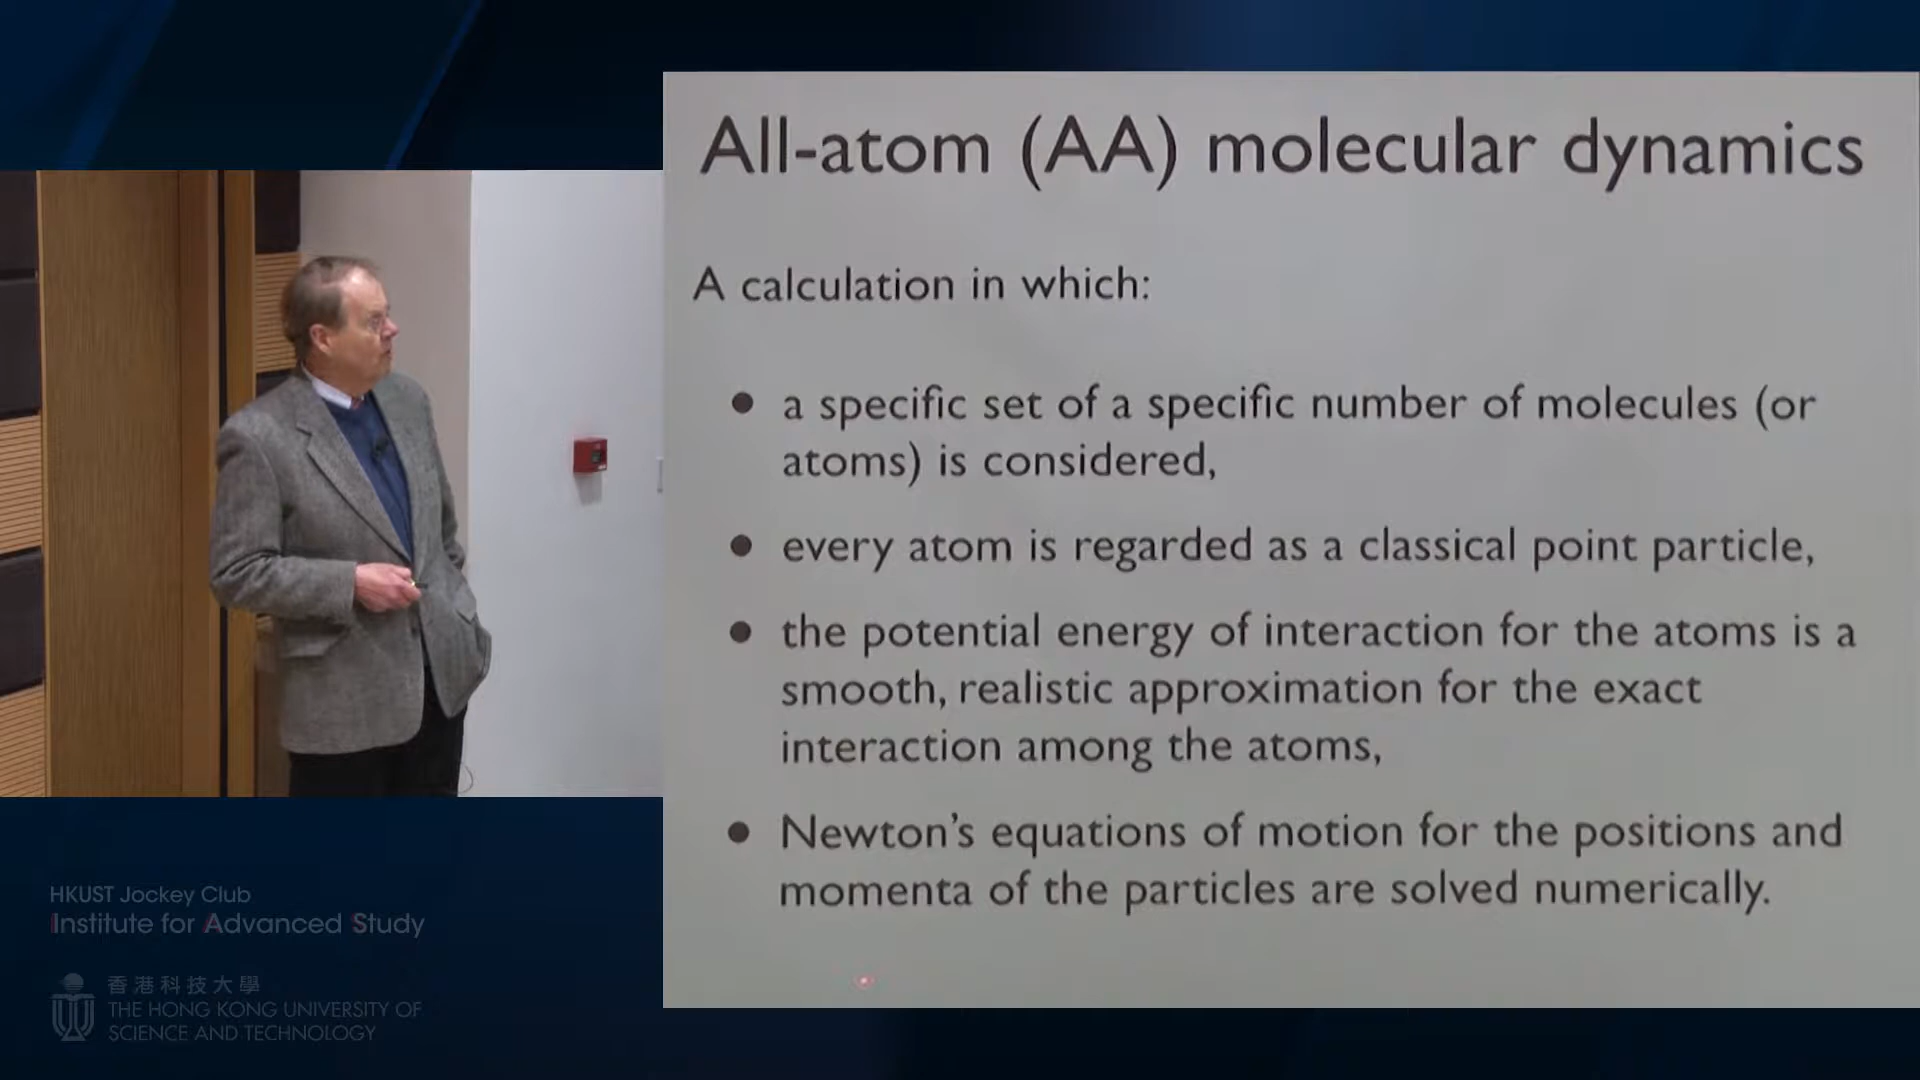 All-atom (AA) molecular dynamics
A calculation in which:
• a specific set of a specific number of molecules (or
atoms) is considered,
• every atom is regarded as a classical point particle,
• the potential energy of interaction for the atoms is a
smooth, realistic approximation for the exact
interaction among the atoms,
• Newton's equations of motion for the positions and
momenta of the particles are solved numerically.
HKUST Jockey Club
Institute for Advanced Study
香港科技大學
THE HONG KONG UNIVERSITY OF
SCIENCE AND TECHNOLOGY